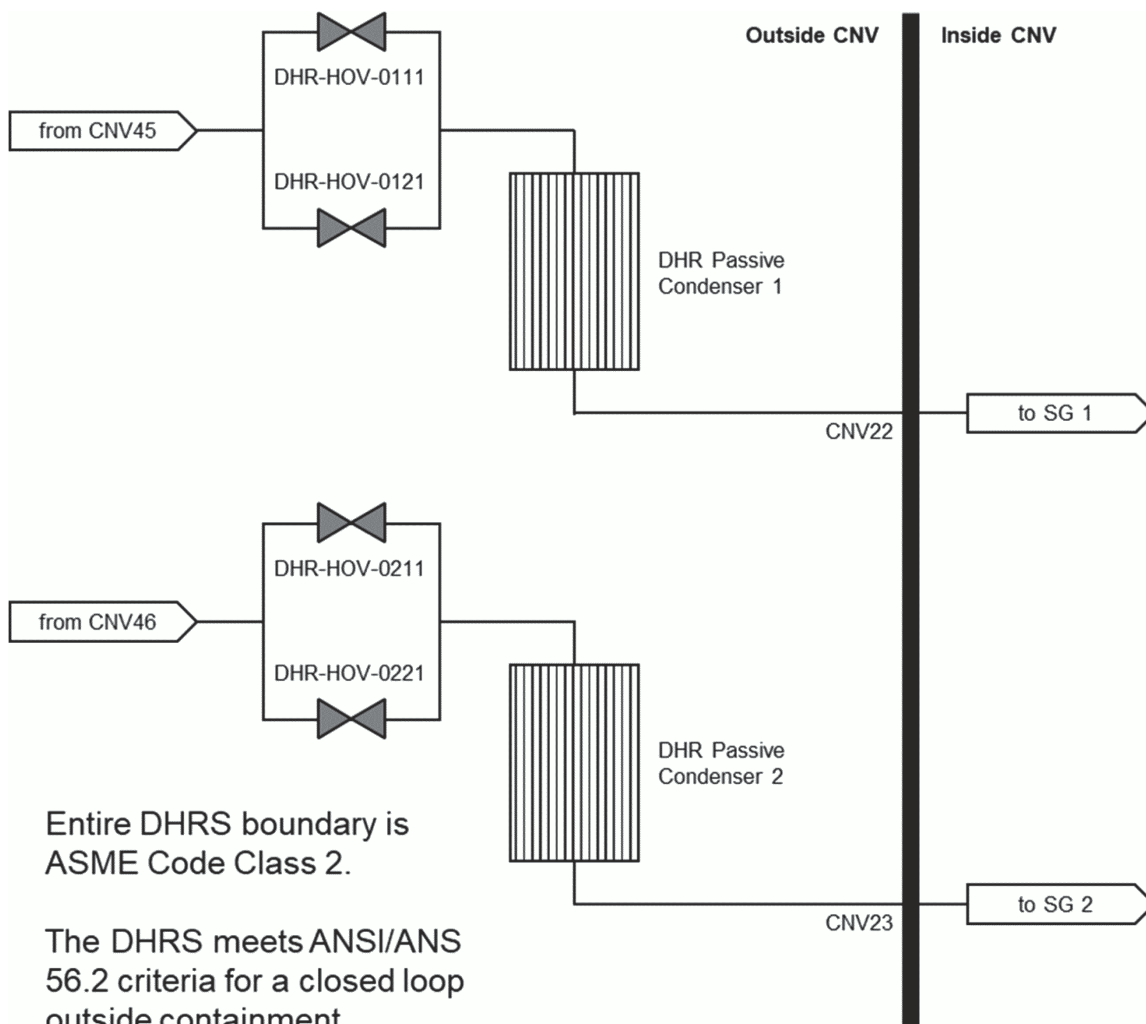 Outside CNV
Inside CNV
DHR-HOV-0111
from CNV45
DHR-HOV-0121
DHR Passive
Condenser 1
to SG 1
CNV22
DHR-HOV-0211
from CNV46
DHR-HOV-0221
DHR Passive
Condenser 2
Entire DHRS boundary is
ASME Code Class 2.
to SG 2
CNV23
The DHRS meets ANSI/ANS
56.2 criteria for a closed loop
outside containment